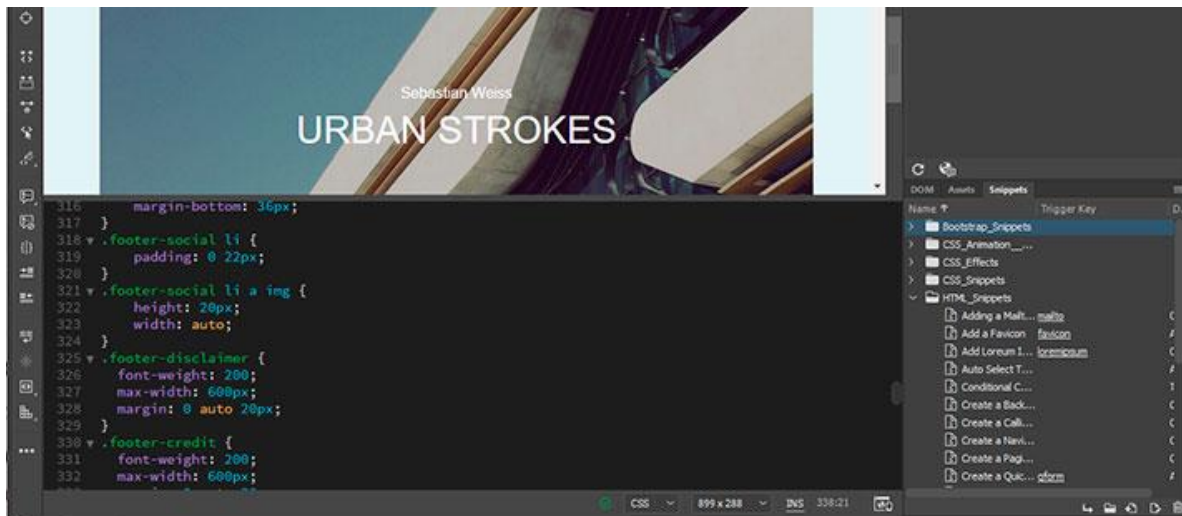 Sebastian Weiss
URBAN STROKES
316 margin-bottom: 36px;
317 }
318 .footer-social li {
319 padding: 0 22px;
320 }
321 .footer-social li a img {
322 height: 20px;
323 width: auto;
324 }
325 .footer-disclaimer {
326 font-weight: 200;
327 max-width: 600px;
328 margin: 0 auto 20px;
329 }
330 .footer-credit {
331 font-weight: 200;
332 max-width: 600px;
CSS 899 x 288 INS 338:21
DOM Assets Snippets
Name Trigger Key D
Bootstrap_Snippets
CSS_Animation__...
CSS_Effects
CSS_Snippets
HTML_Snippets
Adding a Mailt... mailto
Add a Favicon favicon
Add Loreum I... loremipsum
Auto Select T...
Conditional C...
Create a Back...
Create a Calli...
Create a Navi...
Create a Pagi...
Create a Quic... qform